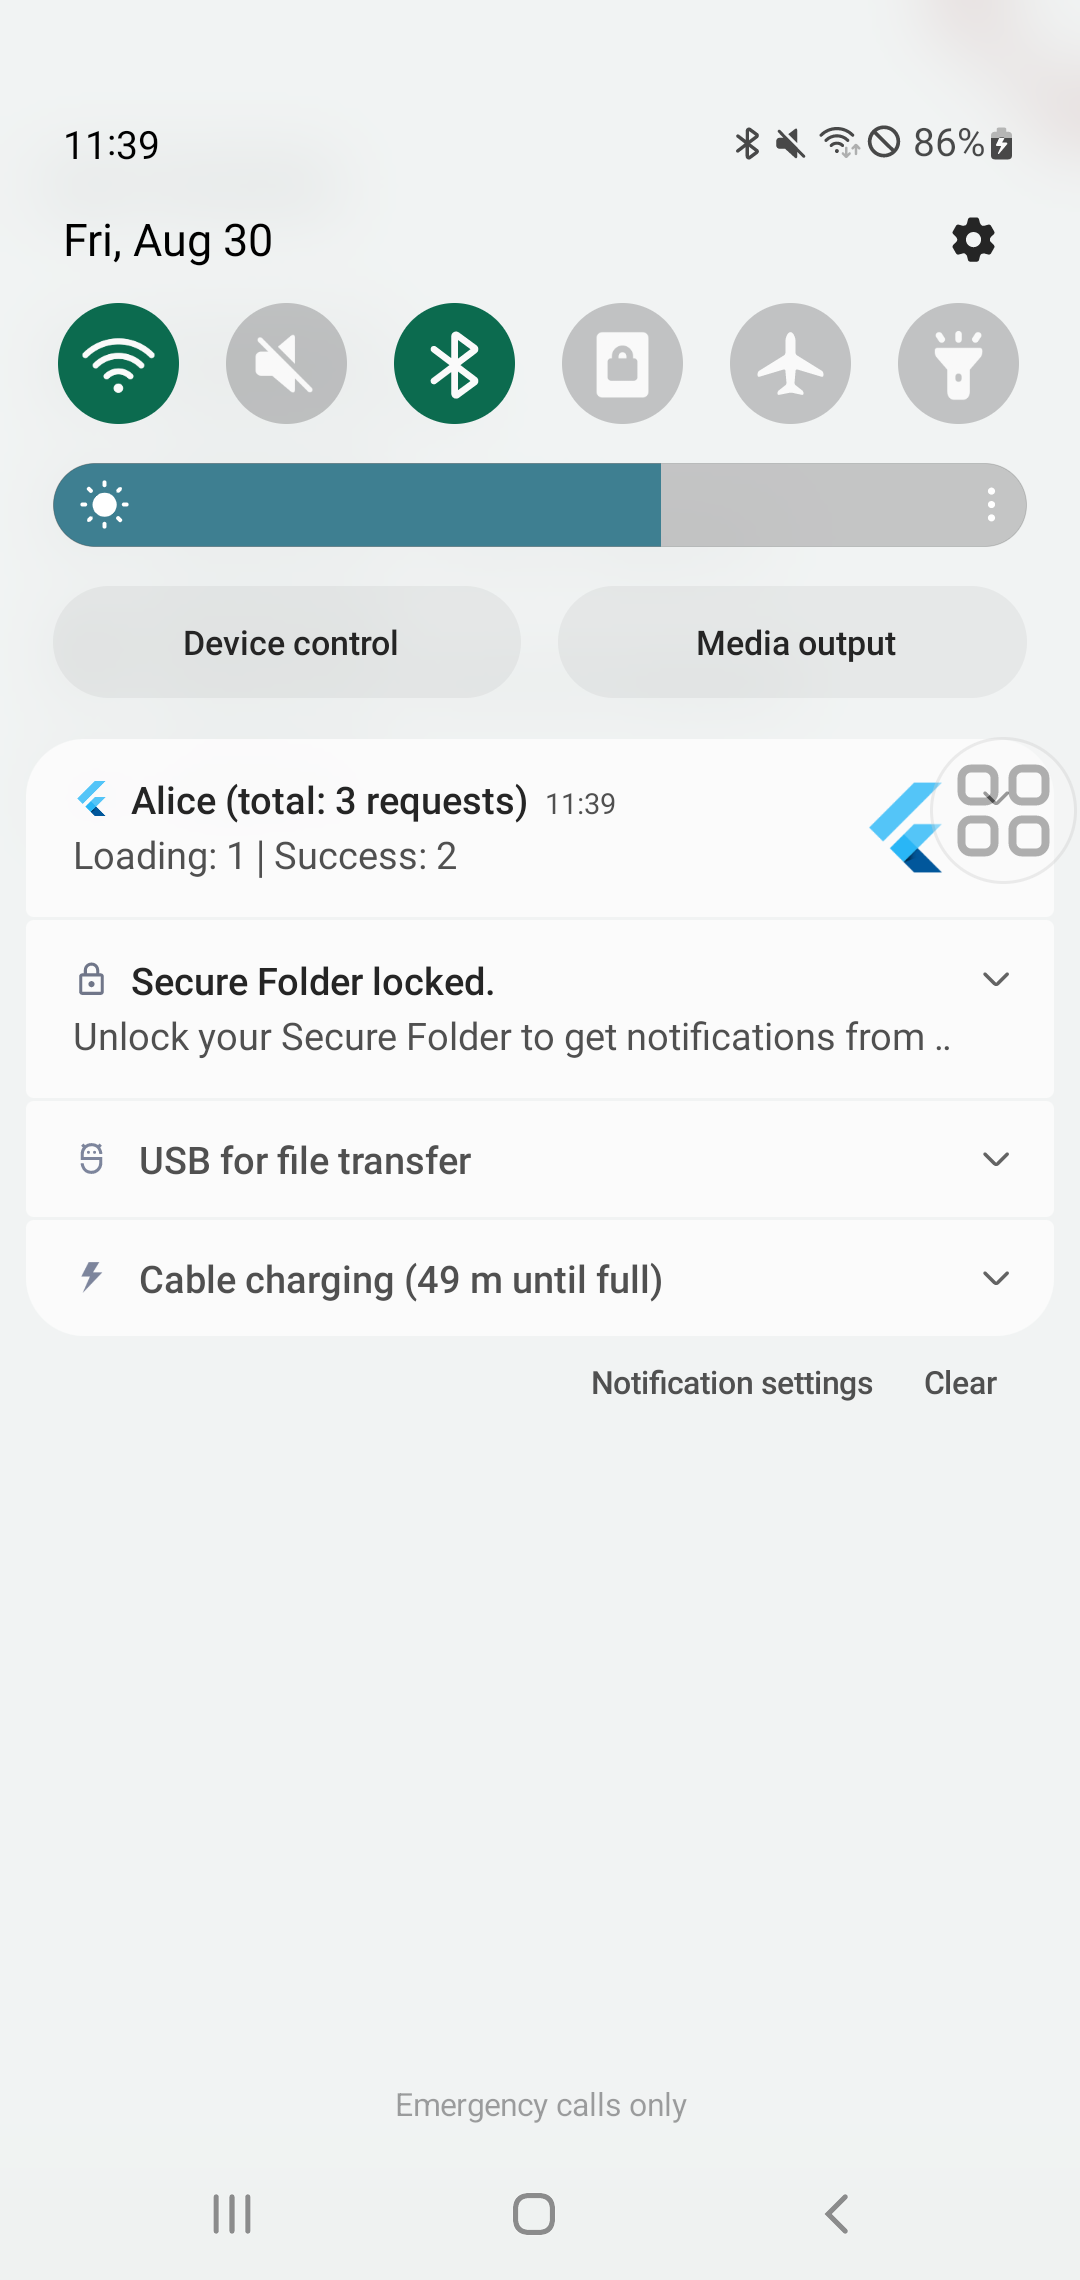 11:39
86%
Fri, Aug 30
Device control
Media output
Alice (total: 3 requests) 11:39
Loading: 1 | Success: 2
Secure Folder locked.
Unlock your Secure Folder to get notifications from ..
USB for file transfer
Cable charging (49 m until full)
Notification settings
Clear
Emergency calls only